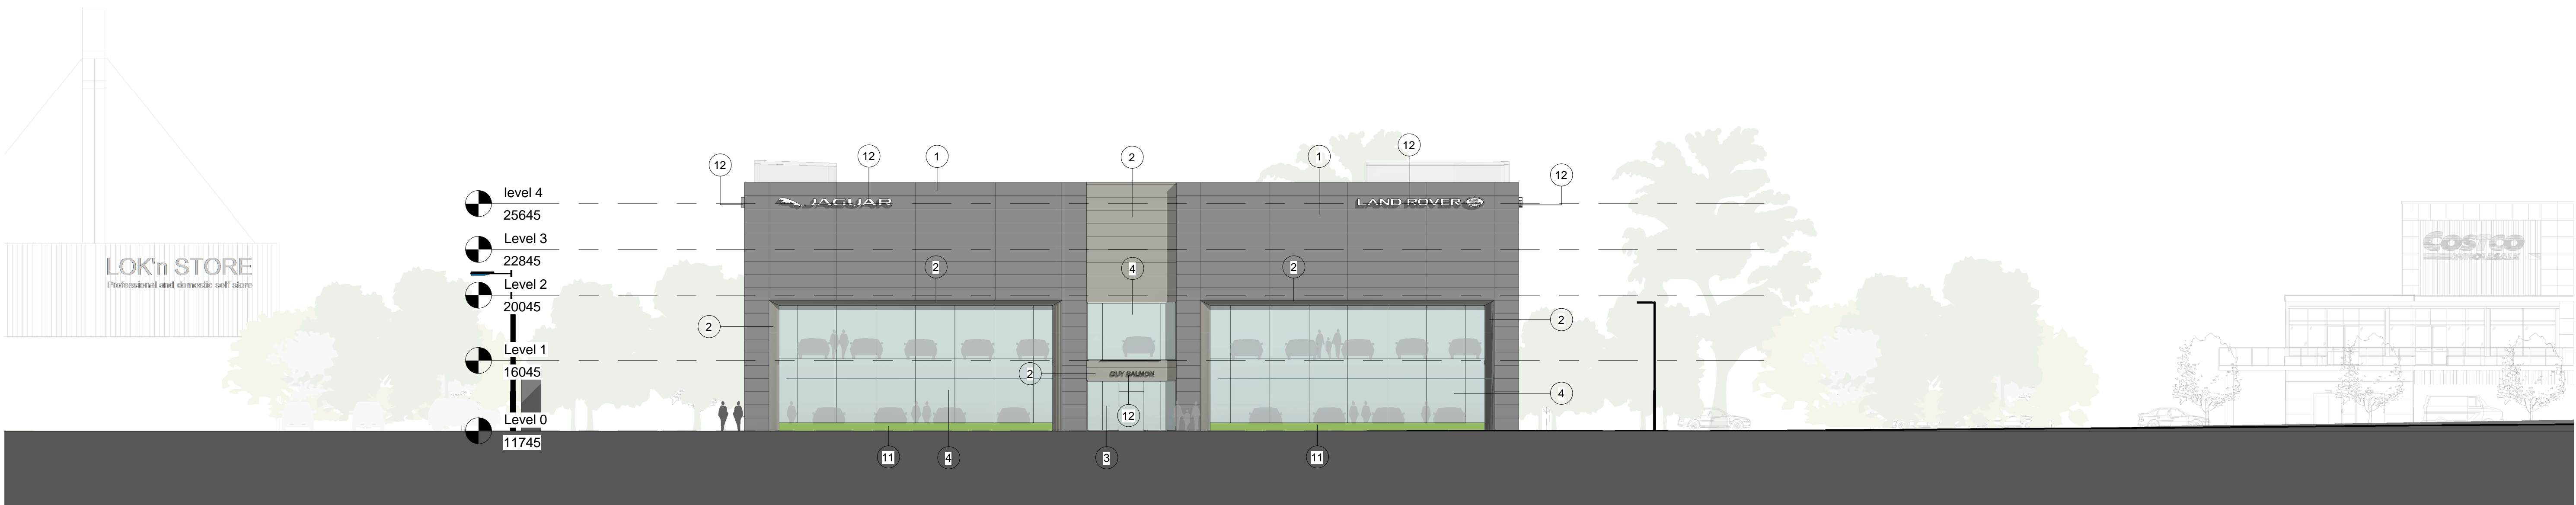 12
12
1
2
1
12
12
level 4
25645
JAGUAR
LAND ROVER
Level 3
22845
COSTCO
WHOLESALE
LOK'n STORE
Professional and domestic self store
2
4
2
Level 2
20045
2
2
Level 1
16045
2
GUY SALMON
4
12
Level 0
11745
11
4
3
11